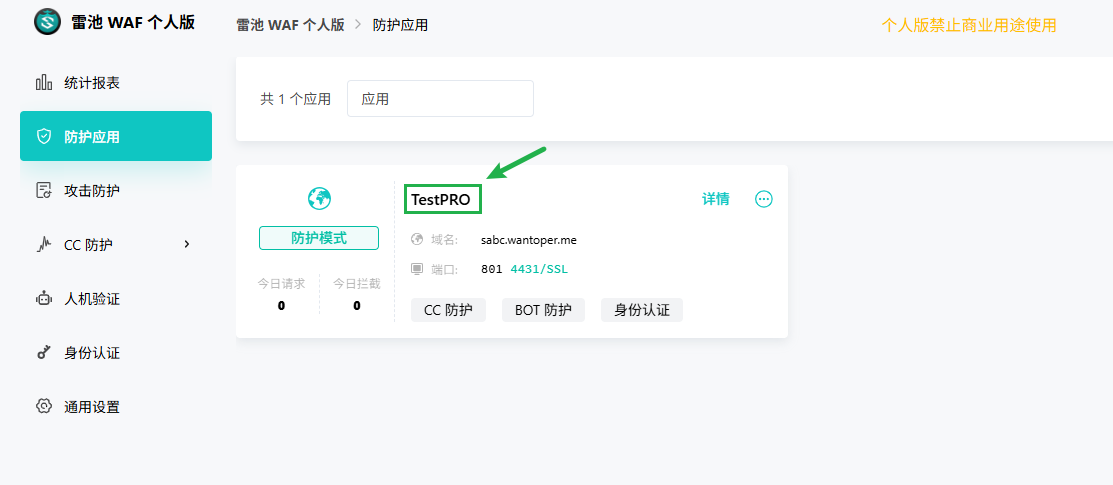 雷池 WAF 个人版
雷池 WAF 个人版 > 防护应用
个人版禁止商业用途使用
统计报表
防护应用
攻击防护
CC 防护
人机验证
身份认证
通用设置
共 1 个应用
应用
防护模式
今日请求
0
今日拦截
0
TestPRO
详情
域名: sabc.wantoper.me
端口: 801 4431/SSL
CC 防护
BOT 防护
身份认证